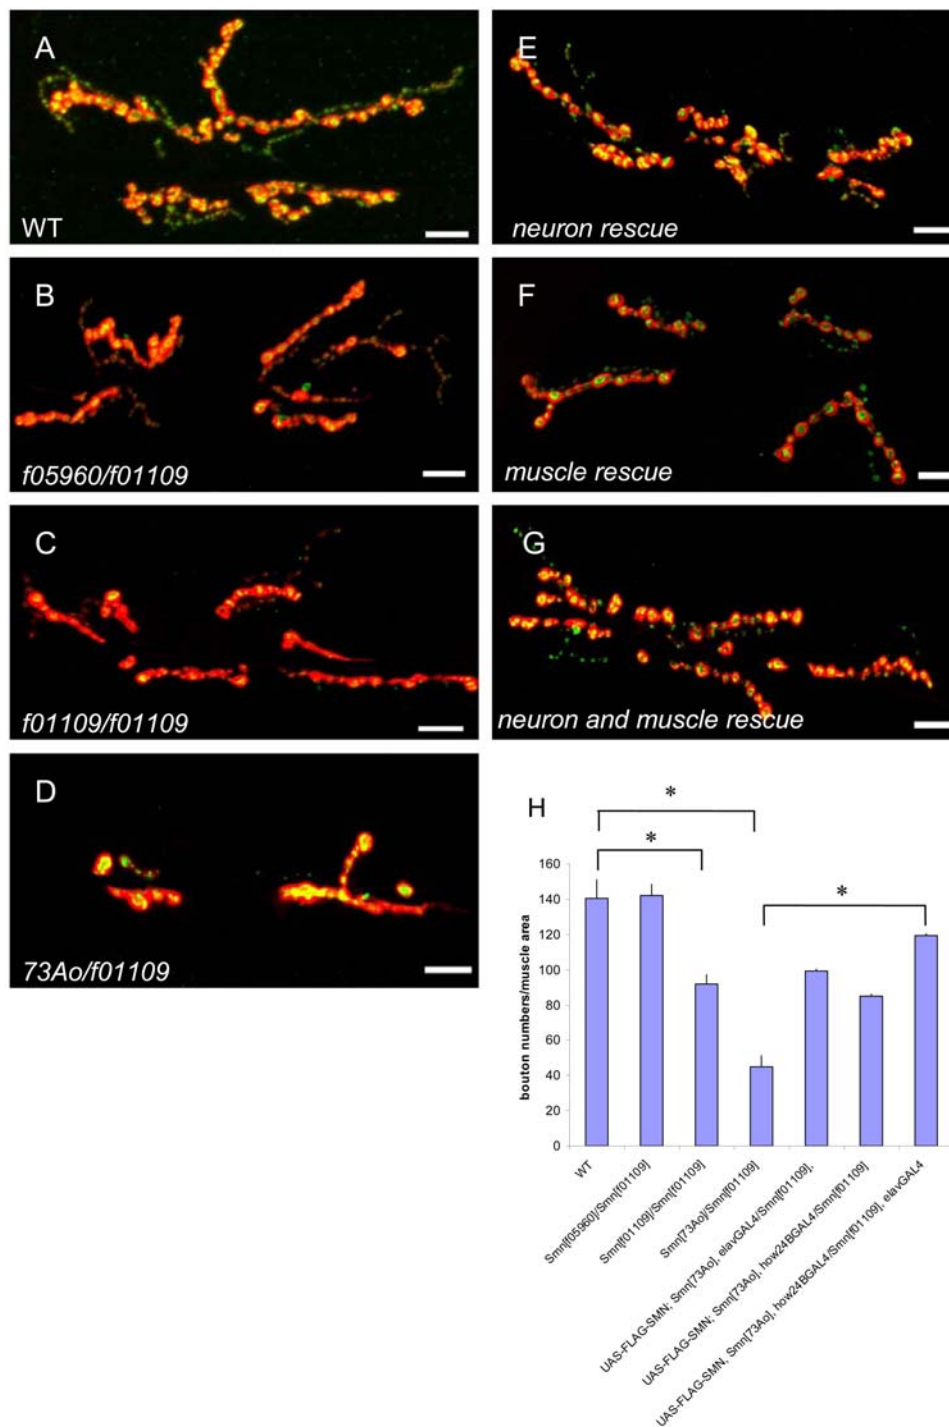 A
WT
B
f05960/f01109
C
f01109/f01109
D
73Ao/f01109
E
neuron rescue
F
muscle rescue
G
neuron and muscle rescue
H
*
*
*
bouton numbers/muscle area
160
140
120
100
80
60
40
20
0
WT
Smn[f05960]/Smn[f01109]
Smn[f01109]/Smn[f01109]
Smn[73Ao]/Smn[f01109]
UAS-FLAG-SMN; Smn[73Ao], elavGAL4/Smn[f01109],
UAS-FLAG-SMN; Smn[73Ao], how24BGAL4/Smn[f01109]
UAS-FLAG-SMN; Smn[73Ao], how24BGAL4/Smn[f01109], elavGAL4